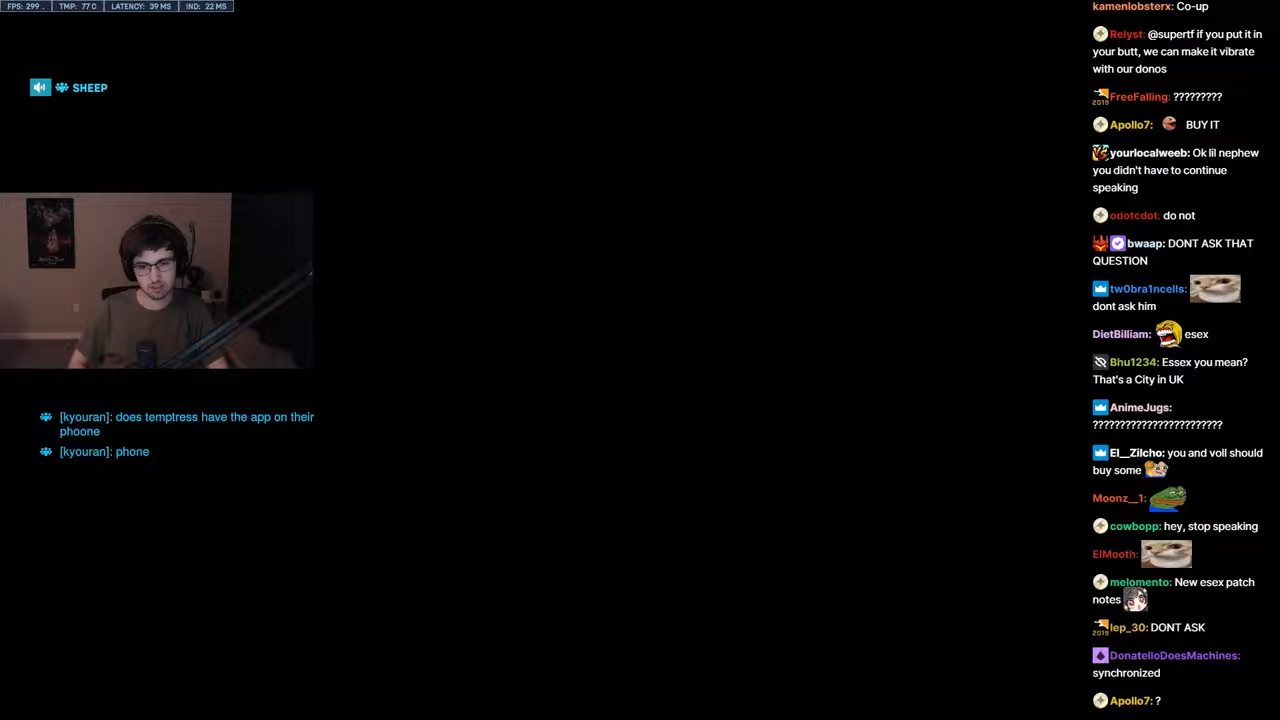 FPS: 299 . TMP: 77 C LATENCY: 39 MS IND: 22 MS
SHEEP
[kyouran]: does temptress have the app on their
phoone
[kyouran]: phone
kamenlobsterx: Co-up
Relyst: @supertf if you put it in
your butt, we can make it vibrate
with our donos
2019 FreeFalling: ?????????
Apollo7: BUY IT
yourlocalweeb: Ok lil nephew
you didn't have to continue
speaking
odotcdot: do not
bwaap: DONT ASK THAT
QUESTION
tw0bra1ncells:
dont ask him
DietBilliam: esex
Bhu1234: Essex you mean?
That's a City in UK
AnimeJugs:
????????????????????????
El__Zilcho: you and voll should
buy some
Moonz__1:
cowbopp: hey, stop speaking
ElMooth:
melomento: New esex patch
notes
2019 lep_30: DONT ASK
DonatelloDoesMachines:
synchronized
Apollo7: ?